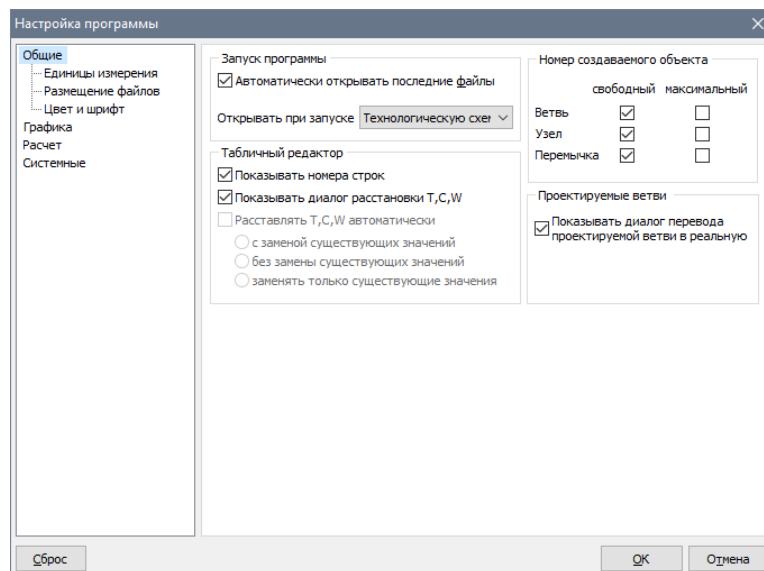 Настройка программы
Общие
Единицы измерения
Размещение файлов
Цвет и шрифт
Графика
Расчет
Системные
Запуск программы
Автоматически открывать последние файлы
Открывать при запуске Технологическую схег
Табличный редактор
Показывать номера строк
Показывать диалог расстановки T,C,W
Расставлять T,C,W автоматически
с заменой существующих значений
без замены существующих значений
заменять только существующие значения
Номер создаваемого объекта
свободный максимальный
Ветвь
Узел
Перемычка
Проектируемые ветви
Показывать диалог перевода
проектируемой ветви в реальную
Сброс
OK
Отмена